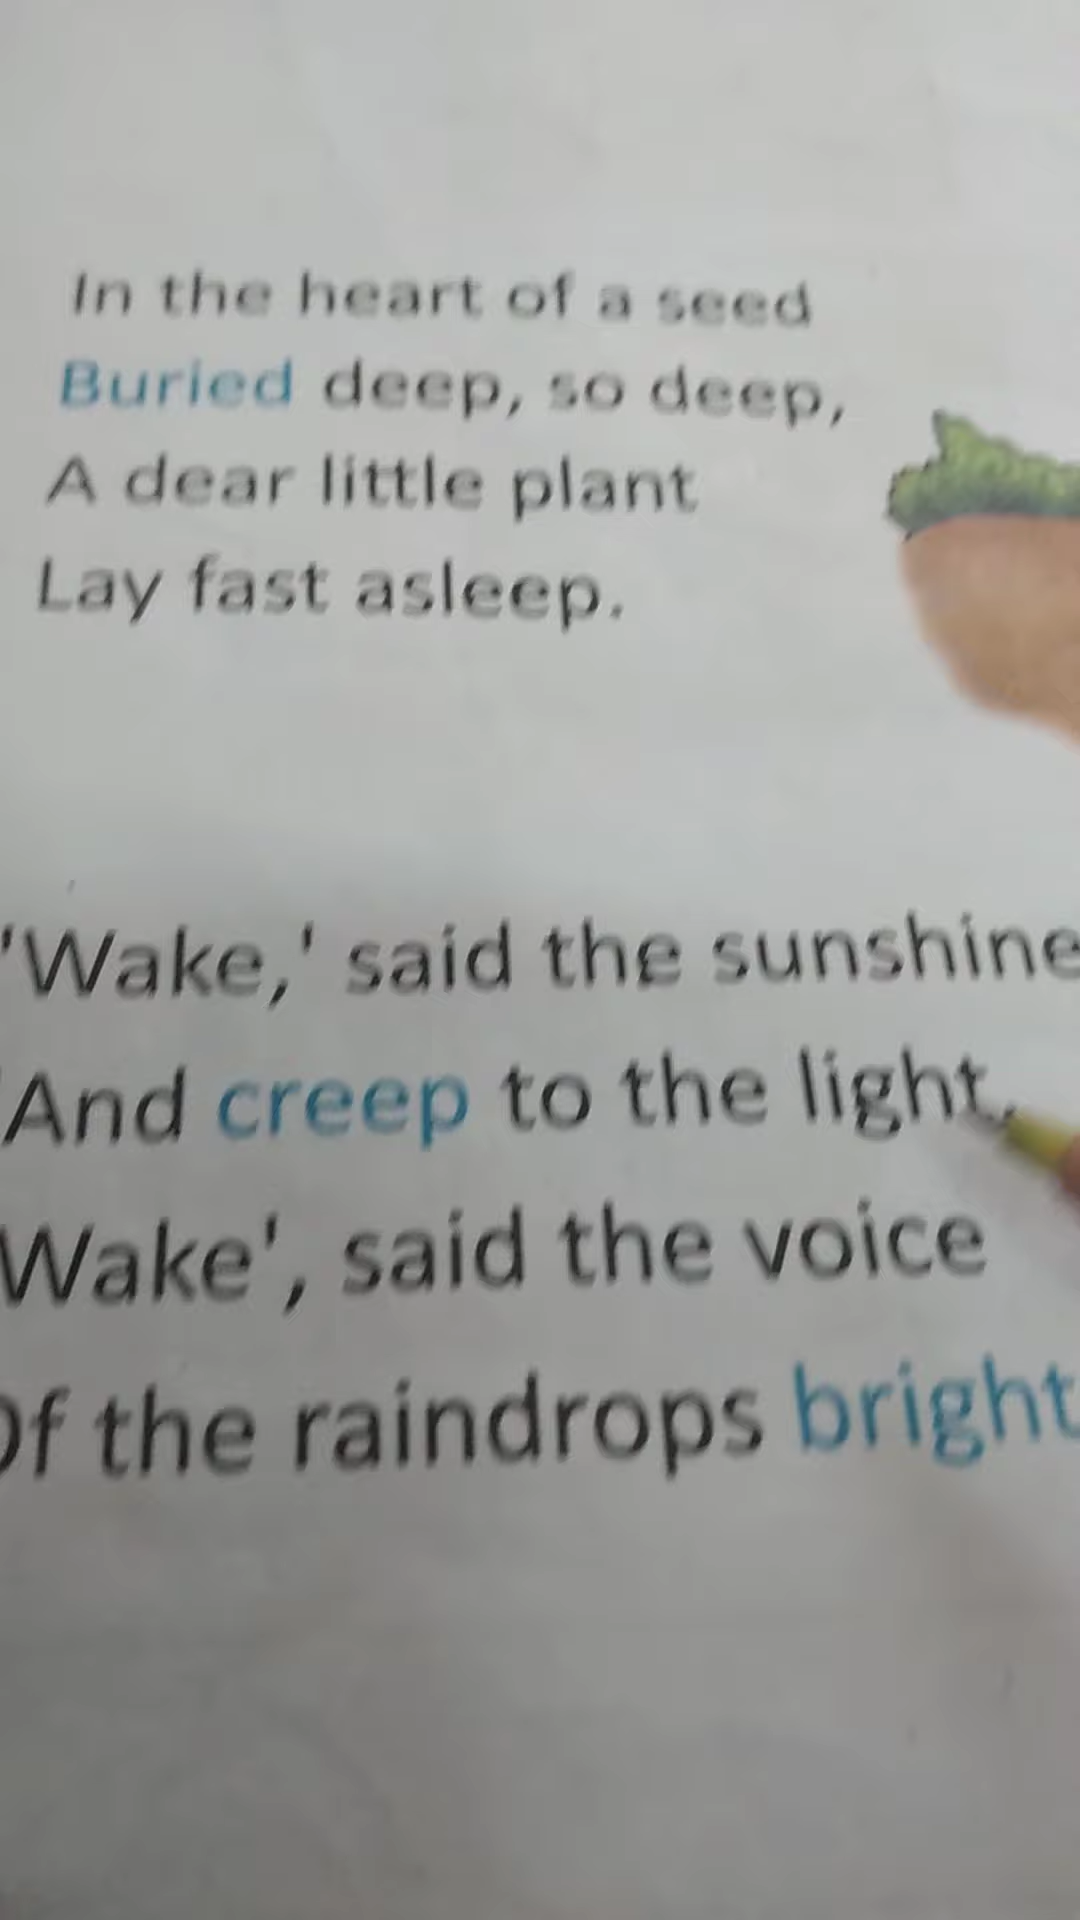 In the heart of a seed
Buried deep, so deep,
A dear little plant
Lay fast asleep.
'Wake,' said the sunshine
'And creep to the light,
Wake', said the voice
Of the raindrops bright